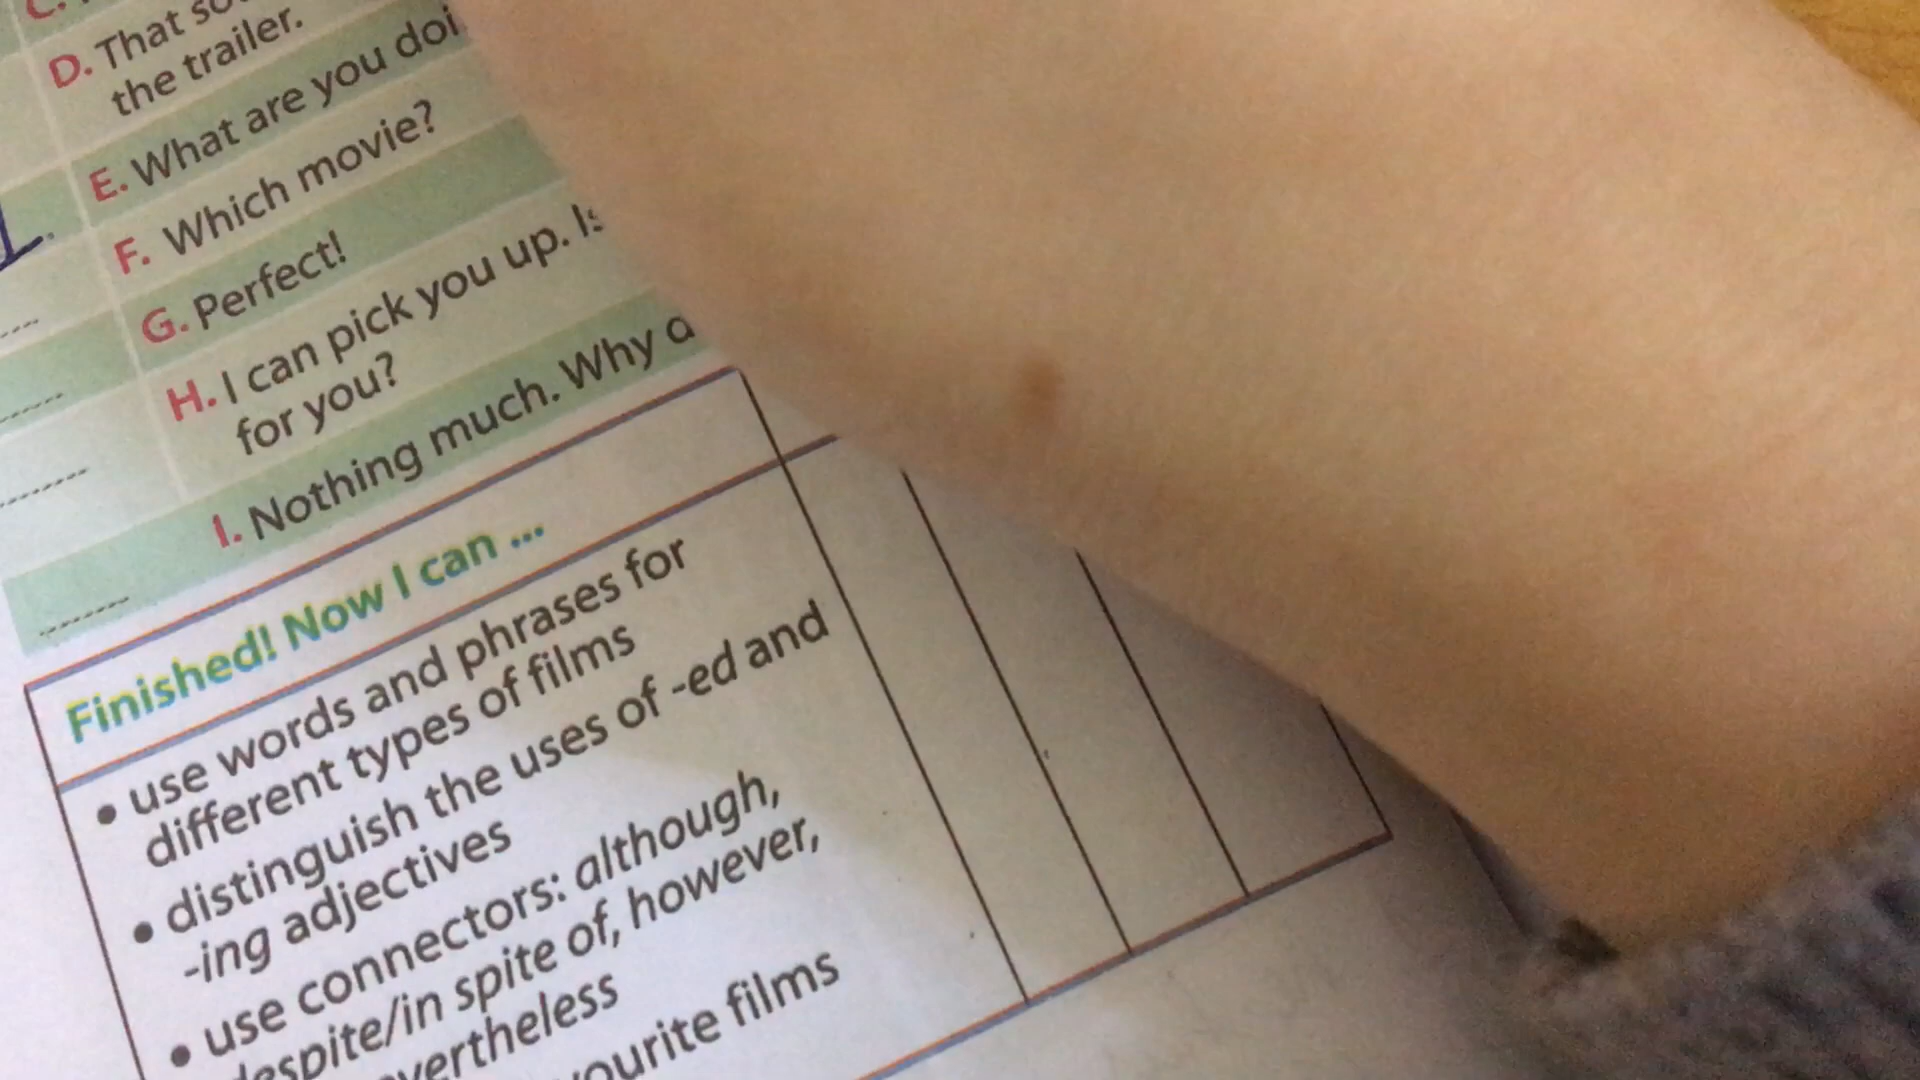 D. That so
the trailer.
E. What are you doi
F. Which movie?
G. Perfect!
H. I can pick you up. Is
for you?
I. Nothing much. Why d
Finished! Now I can ...
• use words and phrases for
different types of films
• distinguish the uses of -ed and
-ing adjectives
• use connectors: although,
despite/in spite of, however,
vertheless
ourite films